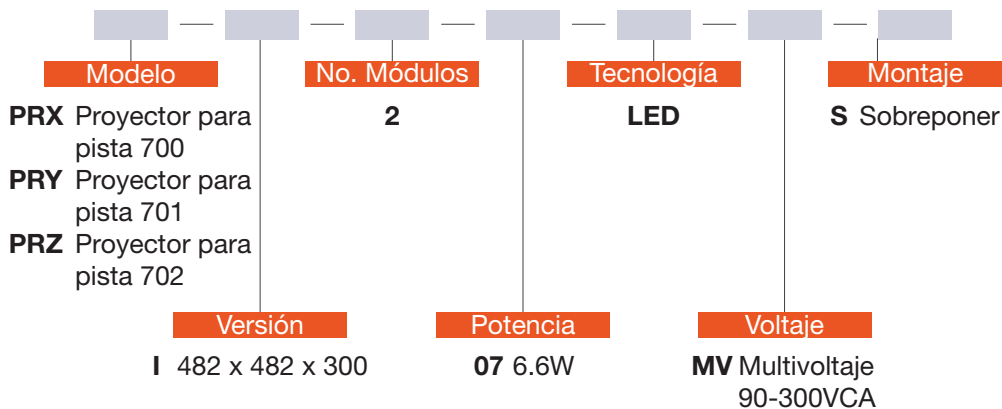 Modelo
No. Módulos
Tecnología
Montaje
PRX Proyector para
pista 700
PRY Proyector para
pista 701
PRZ Proyector para
pista 702
2
LED
S Sobreponer
Versión
Potencia
Voltaje
I 482 x 482 x 300
07 6.6W
MV Multivoltaje
90-300VCA